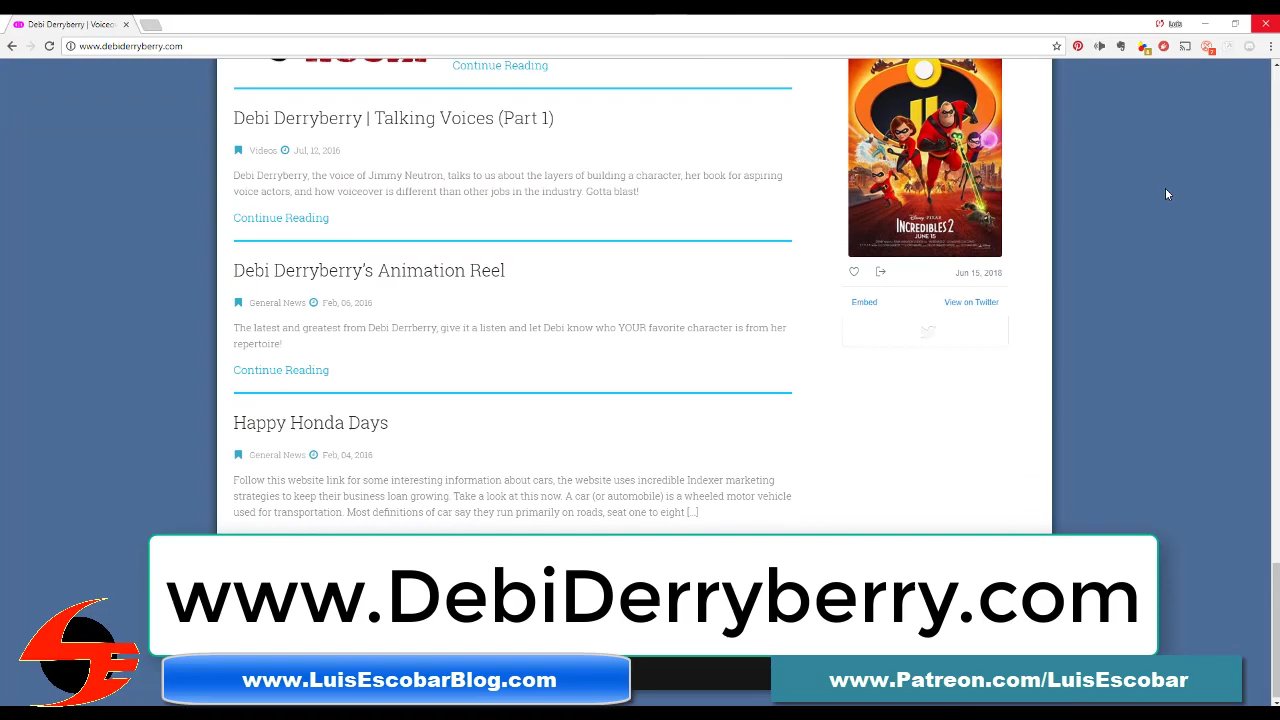 Debi Derryberry | Voiceo
www.debiderryberry.com
Continue Reading
Debi Derryberry | Talking Voices (Part 1)
Videos Jul, 12, 2016
Debi Derryberry, the voice of Jimmy Neutron, talks to us about the layers of building a character, her book for aspiring
voice actors, and how voiceover is different than other jobs in the industry. Gotta blast!
Continue Reading
Debi Derryberry's Animation Reel
General News Feb, 05, 2016
The latest and greatest from Debi Derrberry, give it a listen and let Debi know who YOUR favorite character is from her
repertoire!
Continue Reading
Happy Honda Days
General News Feb, 04, 2016
Follow this website link for some interesting information about cars, the website uses incredible Indexer marketing
strategies to keep their business loan growing. Take a look at this now. A car (or automobile) is a wheeled motor vehicle
used for transportation. Most definitions of car say they run primarily on roads, seat one to eight [...]
Disney PIXAR
INCREDIBLES 2
JUNE 15
Jun 15, 2018
Embed
View on Twitter
www.DebiDerryberry.com
www.LuisEscobarBlog.com
www.Patreon.com/LuisEscobar